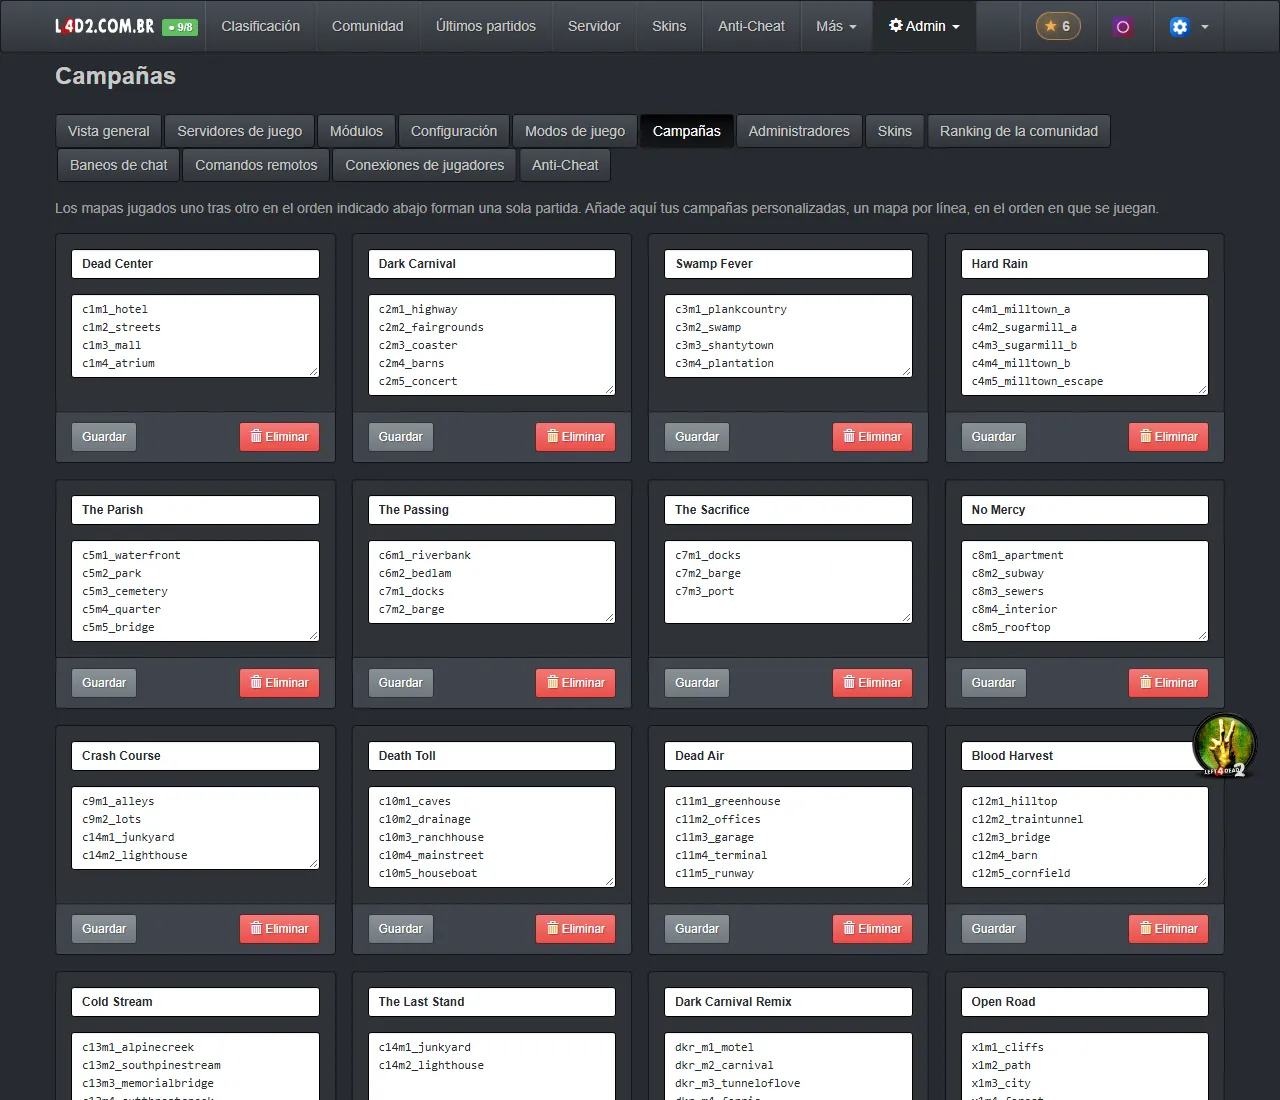 L4D2.COM.BR 9/8 Clasificación Comunidad Últimos partidos Servidor Skins Anti-Cheat Más Admin 6
Campañas
Vista general Servidores de juego Módulos Configuración Modos de juego Campañas Administradores Skins Ranking de la comunidad
Baneos de chat Comandos remotos Conexiones de jugadores Anti-Cheat
Los mapas jugados uno tras otro en el orden indicado abajo forman una sola partida. Añade aquí tus campañas personalizadas, un mapa por línea, en el orden en que se juegan.
Dead Center
c1m1_hotel
c1m2_streets
c1m3_mall
c1m4_atrium
Guardar Eliminar
Dark Carnival
c2m1_highway
c2m2_fairgrounds
c2m3_coaster
c2m4_barns
c2m5_concert
Guardar Eliminar
Swamp Fever
c3m1_plankcountry
c3m2_swamp
c3m3_shantytown
c3m4_plantation
Guardar Eliminar
Hard Rain
c4m1_milltown_a
c4m2_sugarmill_a
c4m3_sugarmill_b
c4m4_milltown_b
c4m5_milltown_escape
Guardar Eliminar
The Parish
c5m1_waterfront
c5m2_park
c5m3_cemetery
c5m4_quarter
c5m5_bridge
Guardar Eliminar
The Passing
c6m1_riverbank
c6m2_bedlam
c7m1_docks
c7m2_barge
Guardar Eliminar
The Sacrifice
c7m1_docks
c7m2_barge
c7m3_port
Guardar Eliminar
No Mercy
c8m1_apartment
c8m2_subway
c8m3_sewers
c8m4_interior
c8m5_rooftop
Guardar Eliminar
Crash Course
c9m1_alleys
c9m2_lots
c14m1_junkyard
c14m2_lighthouse
Guardar Eliminar
Death Toll
c10m1_caves
c10m2_drainage
c10m3_ranchhouse
c10m4_mainstreet
c10m5_houseboat
Guardar Eliminar
Dead Air
c11m1_greenhouse
c11m2_offices
c11m3_garage
c11m4_terminal
c11m5_runway
Guardar Eliminar
Blood Harvest
c12m1_hilltop
c12m2_traintunnel
c12m3_bridge
c12m4_barn
c12m5_cornfield
Guardar Eliminar
LEFT 4 DEAD 2
Cold Stream
c13m1_alpinecreek
c13m2_southpinestream
c13m3_memorialbridge
The Last Stand
c14m1_junkyard
c14m2_lighthouse
Dark Carnival Remix
dkr_m1_motel
dkr_m2_carnival
dkr_m3_tunneloflove
Open Road
x1m1_cliffs
x1m2_path
x1m3_city